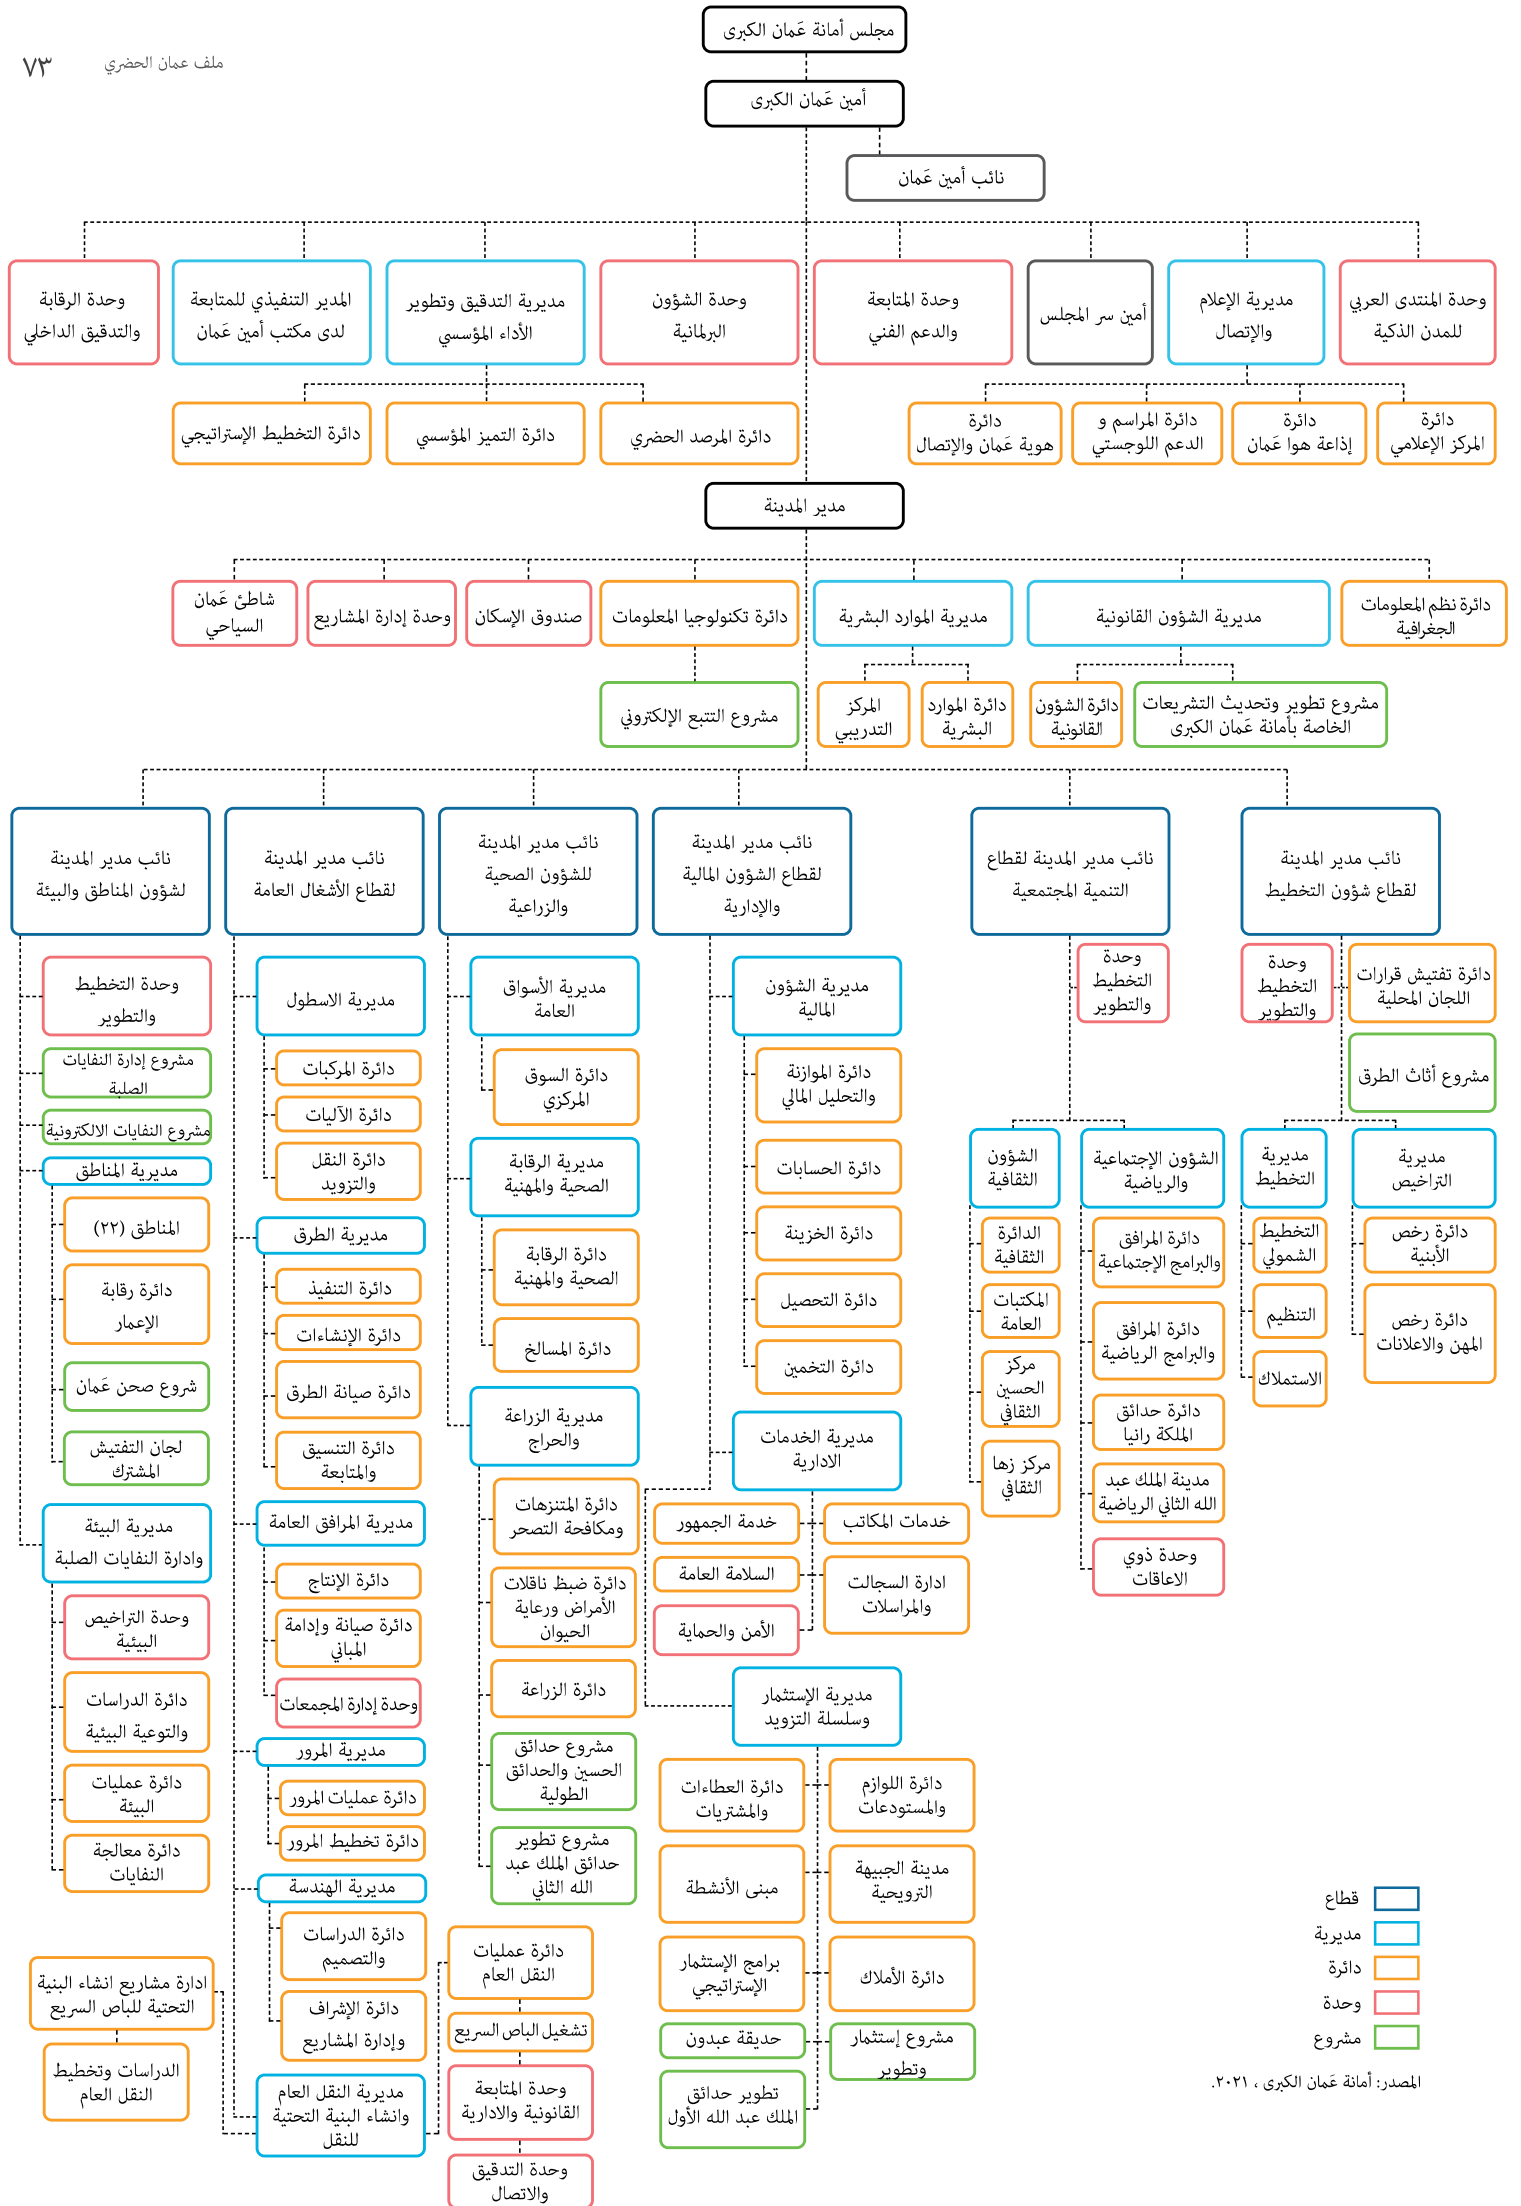 مجلس أمانة عَمان الكبرى
ملف عمان الحضري
٧٣
أمين عَمان الكبرى
نائب أمين عَمان
وحدة المنتدى العربي
للمدن الذكية
مديرية الإعلام
والإتصال
أمين سر المجلس
وحدة المتابعة
والدعم الفني
وحدة الشؤون
البرلمانية
مديرية التدقيق وتطوير
الأداء المؤسسي
المدير التنفيذي للمتابعة
لدى مكتب أمين عَمان
وحدة الرقابة
والتدقيق الداخلي
دائرة
المركز الإعلامي
دائرة
إذاعة هوا عَمان
دائرة المراسم و
الدعم اللوجستي
دائرة
هوية عَمان والإتصال
دائرة المرصد الحضري
دائرة التميز المؤسسي
دائرة التخطيط الإستراتيجي
مدير المدينة
دائرة نظم المعلومات
الجغرافية
مديرية الشؤون القانونية
مديرية الموارد البشرية
دائرة تكنولوجيا المعلومات
صندوق الإسكان
وحدة إدارة المشاريع
شاطئ عَمان
السياحي
مشروع تطوير وتحديث التشريعات
الخاصة بأمانة عَمان الكبرى
دائرة الشؤون
القانونية
دائرة الموارد
البشرية
المركز
التدريبي
مشروع التتبع الإلكتروني
نائب مدير المدينة
لقطاع شؤون التخطيط
نائب مدير المدينة لقطاع
التنمية المجتمعية
نائب مدير المدينة
لقطاع الشؤون المالية
والإدارية
نائب مدير المدينة
للشؤون الصحية
والزراعية
نائب مدير المدينة
لقطاع الأشغال العامة
نائب مدير المدينة
لشؤون المناطق والبيئة
دائرة تفتيش قرارات
اللجان المحلية
وحدة
التخطيط
والتطوير
مشروع أثاث الطرق
مديرية
التراخيص
مديرية
التخطيط
دائرة رخص
الأبنية
دائرة رخص
المهن والاعلانات
التخطيط
الشمولي
التنظيم
الاستملاك
وحدة
التخطيط
والتطوير
الشؤون الإجتماعية
والرياضية
الشؤون
الثقافية
دائرة المرافق
والبرامج الإجتماعية
دائرة المرافق
والبرامج الرياضية
دائرة حدائق
الملكة رانيا
مدينة الملك عبد
الله الثاني الرياضية
وحدة ذوي
الاعاقات
الدائرة
الثقافية
المكتبات
العامة
مركز
الحسين
الثقافي
مركز زها
الثقافي
مديرية الشؤون
المالية
دائرة الموازنة
والتحليل المالي
دائرة الحسابات
دائرة الخزينة
دائرة التحصيل
دائرة التخمين
مديرية الخدمات
الادارية
خدمات المكاتب
خدمة الجمهور
ادارة السجالت
والمراسلات
السلامة العامة
الأمن والحماية
مديرية الإستثمار
وسلسلة التزويد
دائرة اللوازم
والمستودعات
دائرة العطاءات
والمشتريات
مدينة الجبيهة
الترويحية
مبنى الأنشطة
دائرة الأملاك
برامج الإستثمار
الإستراتيجي
مشروع إستثمار
وتطوير
حديقة عبدون
تطوير حدائق
الملك عبد الله الأول
مديرية الأسواق
العامة
دائرة السوق
المركزي
مديرية الرقابة
الصحية والمهنية
دائرة الرقابة
الصحية والمهنية
دائرة المسالخ
مديرية الزراعة
والحراج
دائرة المتنزهات
ومكافحة التصحر
دائرة ضبظ ناقلات
الأمراض ورعاية
الحيوان
دائرة الزراعة
مشروع حدائق
الحسين والحدائق
الطولية
مشروع تطوير
حدائق الملك عبد
الله الثاني
مديرية الاسطول
دائرة المركبات
دائرة الآليات
دائرة النقل
والتزويد
مديرية الطرق
دائرة التنفيذ
دائرة الإنشاءات
دائرة صيانة الطرق
دائرة التنسيق
والمتابعة
مديرية المرافق العامة
دائرة الإنتاج
دائرة صيانة وإدامة
المباني
وحدة إدارة المجمعات
مديرية المرور
دائرة عمليات المرور
دائرة تخطيط المرور
مديرية الهندسة
دائرة الدراسات
والتصميم
دائرة الإشراف
وإدارة المشاريع
مديرية النقل العام
وانشاء البنية التحتية
للنقل
دائرة عمليات
النقل العام
تشغيل الباص السريع
وحدة المتابعة
القانونية والادارية
وحدة التدقيق
والاتصال
ادارة مشاريع انشاء البنية
التحتية للباص السريع
الدراسات وتخطيط
النقل العام
وحدة التخطيط
والتطوير
مشروع إدارة النفايات
الصلبة
مشروع النفايات الالكترونية
مديرية المناطق
المناطق (٢٢)
دائرة رقابة
الإعمار
شروع صحن عَمان
لجان التفتيش
المشترك
مديرية البيئة
وادارة النفايات الصلبة
وحدة التراخيص
البيئية
دائرة الدراسات
والتوعية البيئية
دائرة عمليات
البيئة
دائرة معالجة
النفايات
قطاع
مديرية
دائرة
وحدة
مشروع
المصدر: أمانة عَمان الكبرى ، ٢٠٢١.